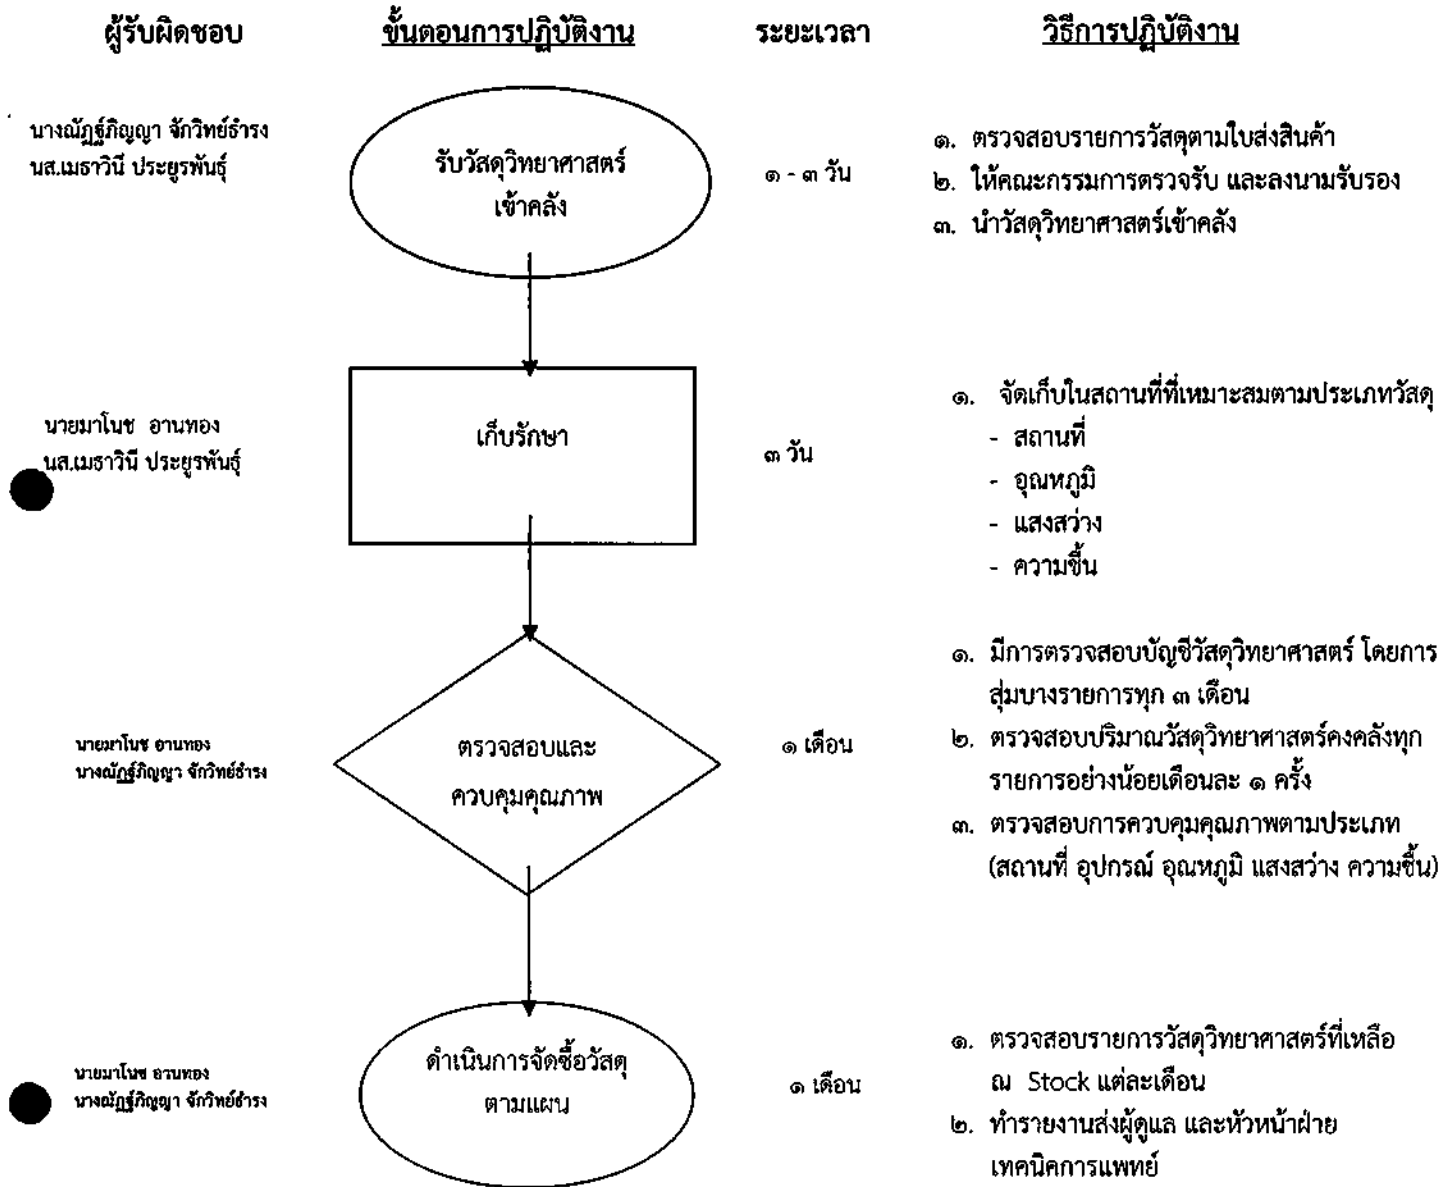 ผู้รับผิดชอบ ขั้นตอนการปฏิบัติงาน ระยะเวลา วิธีการปฏิบัติงาน
นางณัฏฐ์ภิญญา จักวิทย์ธำรง
นส.เมธาวินี ประยูรพันธุ์
รับวัสดุวิทยาศาสตร์
เข้าคลัง
๑ - ๓ วัน
๑. ตรวจสอบรายการวัสดุตามใบส่งสินค้า
๒. ให้คณะกรรมการตรวจรับ และลงนามรับรอง
๓. นำวัสดุวิทยาศาสตร์เข้าคลัง
นายมาโนช อานทอง
นส.เมธาวินี ประยูรพันธุ์
เก็บรักษา
๓ วัน
๑. จัดเก็บในสถานที่ที่เหมาะสมตามประเภทวัสดุ
- สถานที่
- อุณหภูมิ
- แสงสว่าง
- ความชื้น
นายมาโนช อานทอง
นางณัฏฐ์ภิญญา จักวิทย์ธำรง
ตรวจสอบและ
ควบคุมคุณภาพ
๑ เดือน
๑. มีการตรวจสอบบัญชีวัสดุวิทยาศาสตร์ โดยการ
สุ่มบางรายการทุก ๓ เดือน
๒. ตรวจสอบปริมาณวัสดุวิทยาศาสตร์คงคลังทุก
รายการอย่างน้อยเดือนละ ๑ ครั้ง
๓. ตรวจสอบการควบคุมคุณภาพตามประเภท
(สถานที่ อุปกรณ์ อุณหภูมิ แสงสว่าง ความชื้น)
นายมาโนช อานทอง
นางณัฏฐ์ภิญญา จักวิทย์ธำรง
ดำเนินการจัดซื้อวัสดุ
ตามแผน
๑ เดือน
๑. ตรวจสอบรายการวัสดุวิทยาศาสตร์ที่เหลือ
ณ Stock แต่ละเดือน
๒. ทำรายงานส่งผู้ดูแล และหัวหน้าฝ่าย
เทคนิคการแพทย์